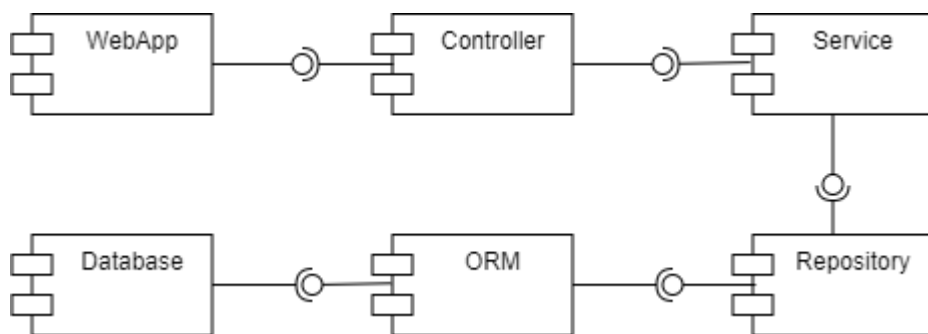 WebApp
Controller
Service
Database
ORM
Repository